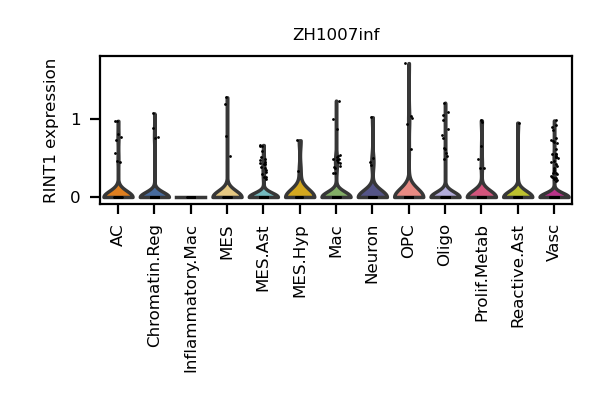 ZH1007inf
RINT1 expression
1
0
AC
Chromatin.Reg
Inflammatory.Mac
MES
MES.Ast
MES.Hyp
Mac
Neuron
OPC
Oligo
Prolif.Metab
Reactive.Ast
Vasc